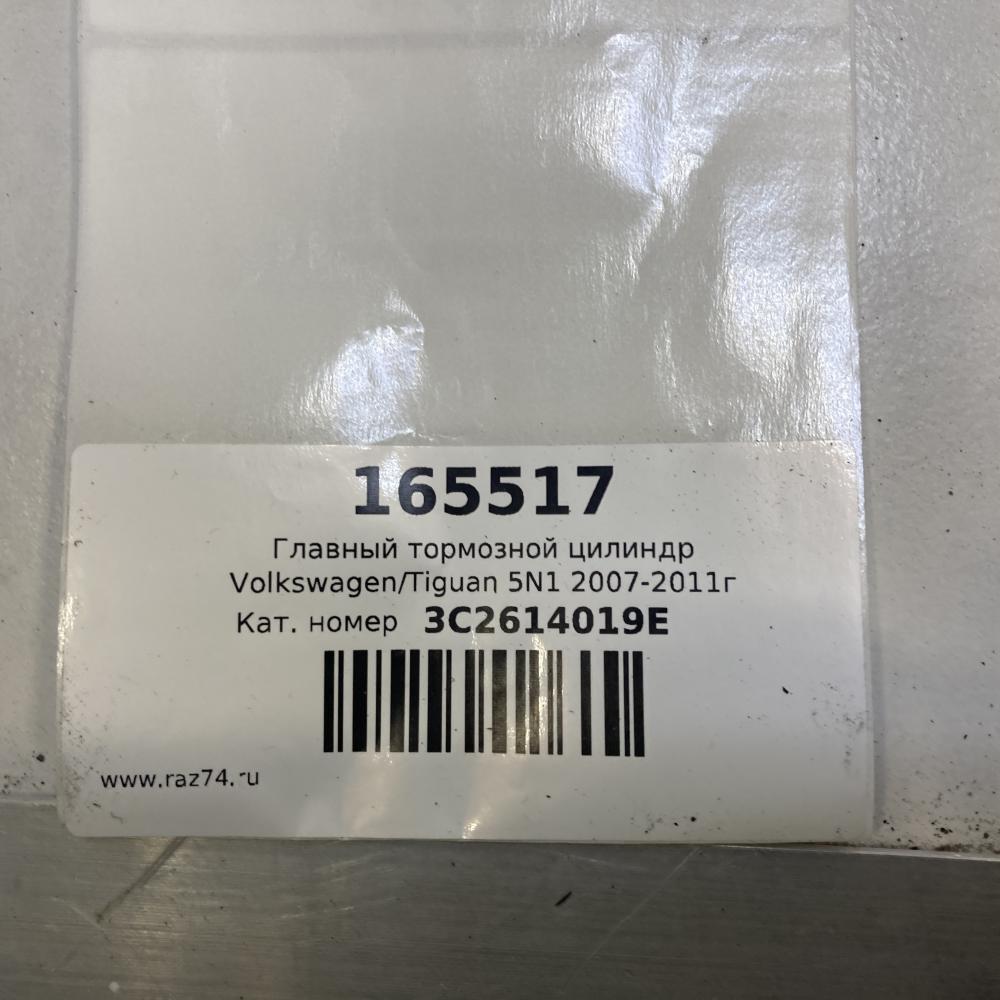 165517
Главный тормозной цилиндр
Volkswagen/Tiguan 5N1 2007-2011г
Кат. номер 3C2614019E
www.raz74.ru